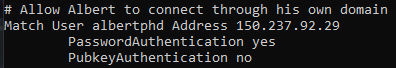 # Allow Albert to connect through his own domain
Match User albertphd Address 150.237.92.29
        PasswordAuthentication yes
        PubkeyAuthentication no